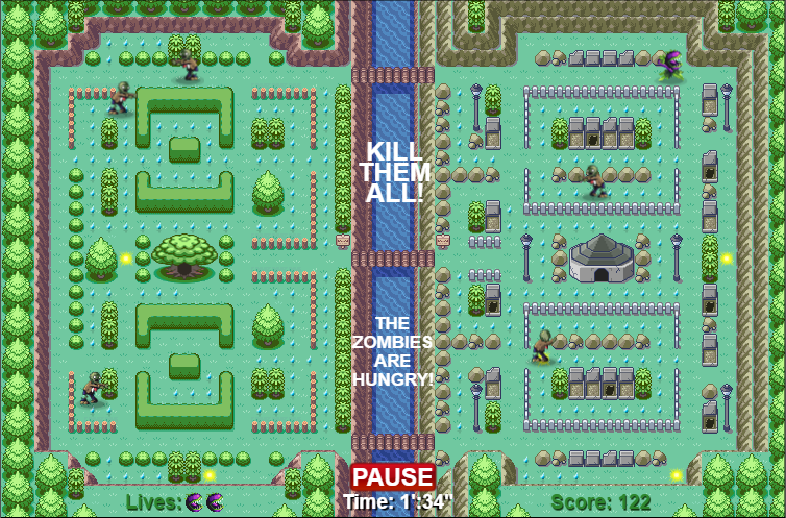 KILL
THEM
ALL!
THE
ZOMBIES
ARE
HUNGRY!
PAUSE
Lives:
Time: 1':34"
Score: 122